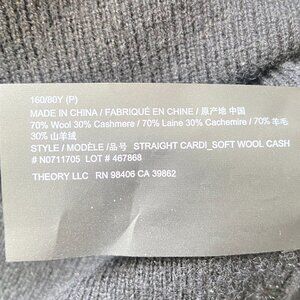 160/80Y (P)
MADE IN CHINA / FABRIQUÉ EN CHINE / 原产地 中国
70% Wool 30% Cashmere / 70% Laine 30% Cachemire / 70% 羊毛
30% 山羊绒
STYLE / MODÈLE /型号 STRAIGHT CARDI_SOFT WOOL CASH
# N0711705 LOT # 467868
THEORY LLC RN 98406 CA 39862